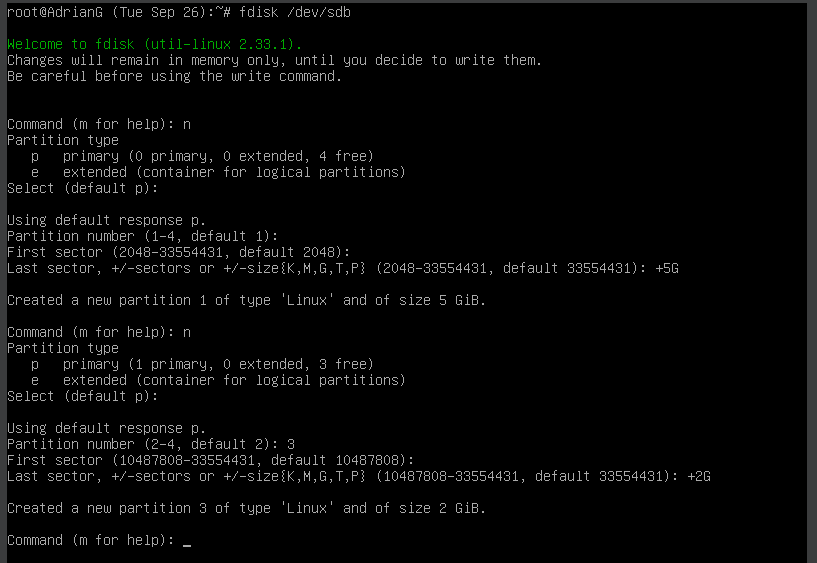 root@AdrianG (Tue Sep 26):~# fdisk /dev/sdb
Welcome to fdisk (util-linux 2.33.1).
Changes will remain in memory only, until you decide to write them.
Be careful before using the write command.
Command (m for help): n
Partition type
   p   primary (0 primary, 0 extended, 4 free)
   e   extended (container for logical partitions)
Select (default p):
Using default response p.
Partition number (1-4, default 1):
First sector (2048-33554431, default 2048):
Last sector, +/-sectors or +/-size{K,M,G,T,P} (2048-33554431, default 33554431): +5G
Created a new partition 1 of type 'Linux' and of size 5 GiB.
Command (m for help): n
Partition type
   p   primary (1 primary, 0 extended, 3 free)
   e   extended (container for logical partitions)
Select (default p):
Using default response p.
Partition number (2-4, default 2): 3
First sector (10487808-33554431, default 10487808):
Last sector, +/-sectors or +/-size{K,M,G,T,P} (10487808-33554431, default 33554431): +2G
Created a new partition 3 of type 'Linux' and of size 2 GiB.
Command (m for help): _